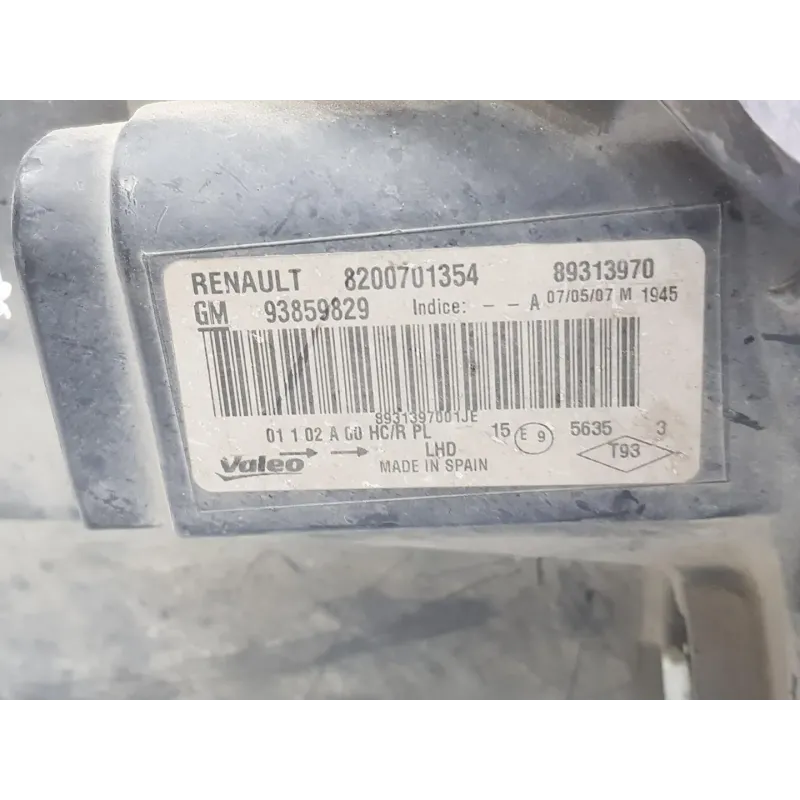 RENAULT 8200701354 89313970
GM 93859829 Indice: - - A 07/05/07 M 1945
8931397001JE
01 1 02 A 00 HC/R PL 15 E 9 5635 3
Valeo LHD T93
MADE IN SPAIN